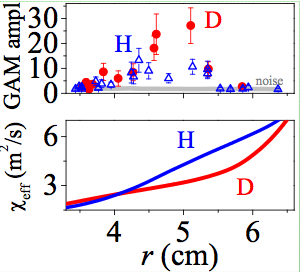 GAM ampl
30
20
10
0
H
D
noise
χeff (m²/s)
6
3
H
D
4
5
6
r (cm)